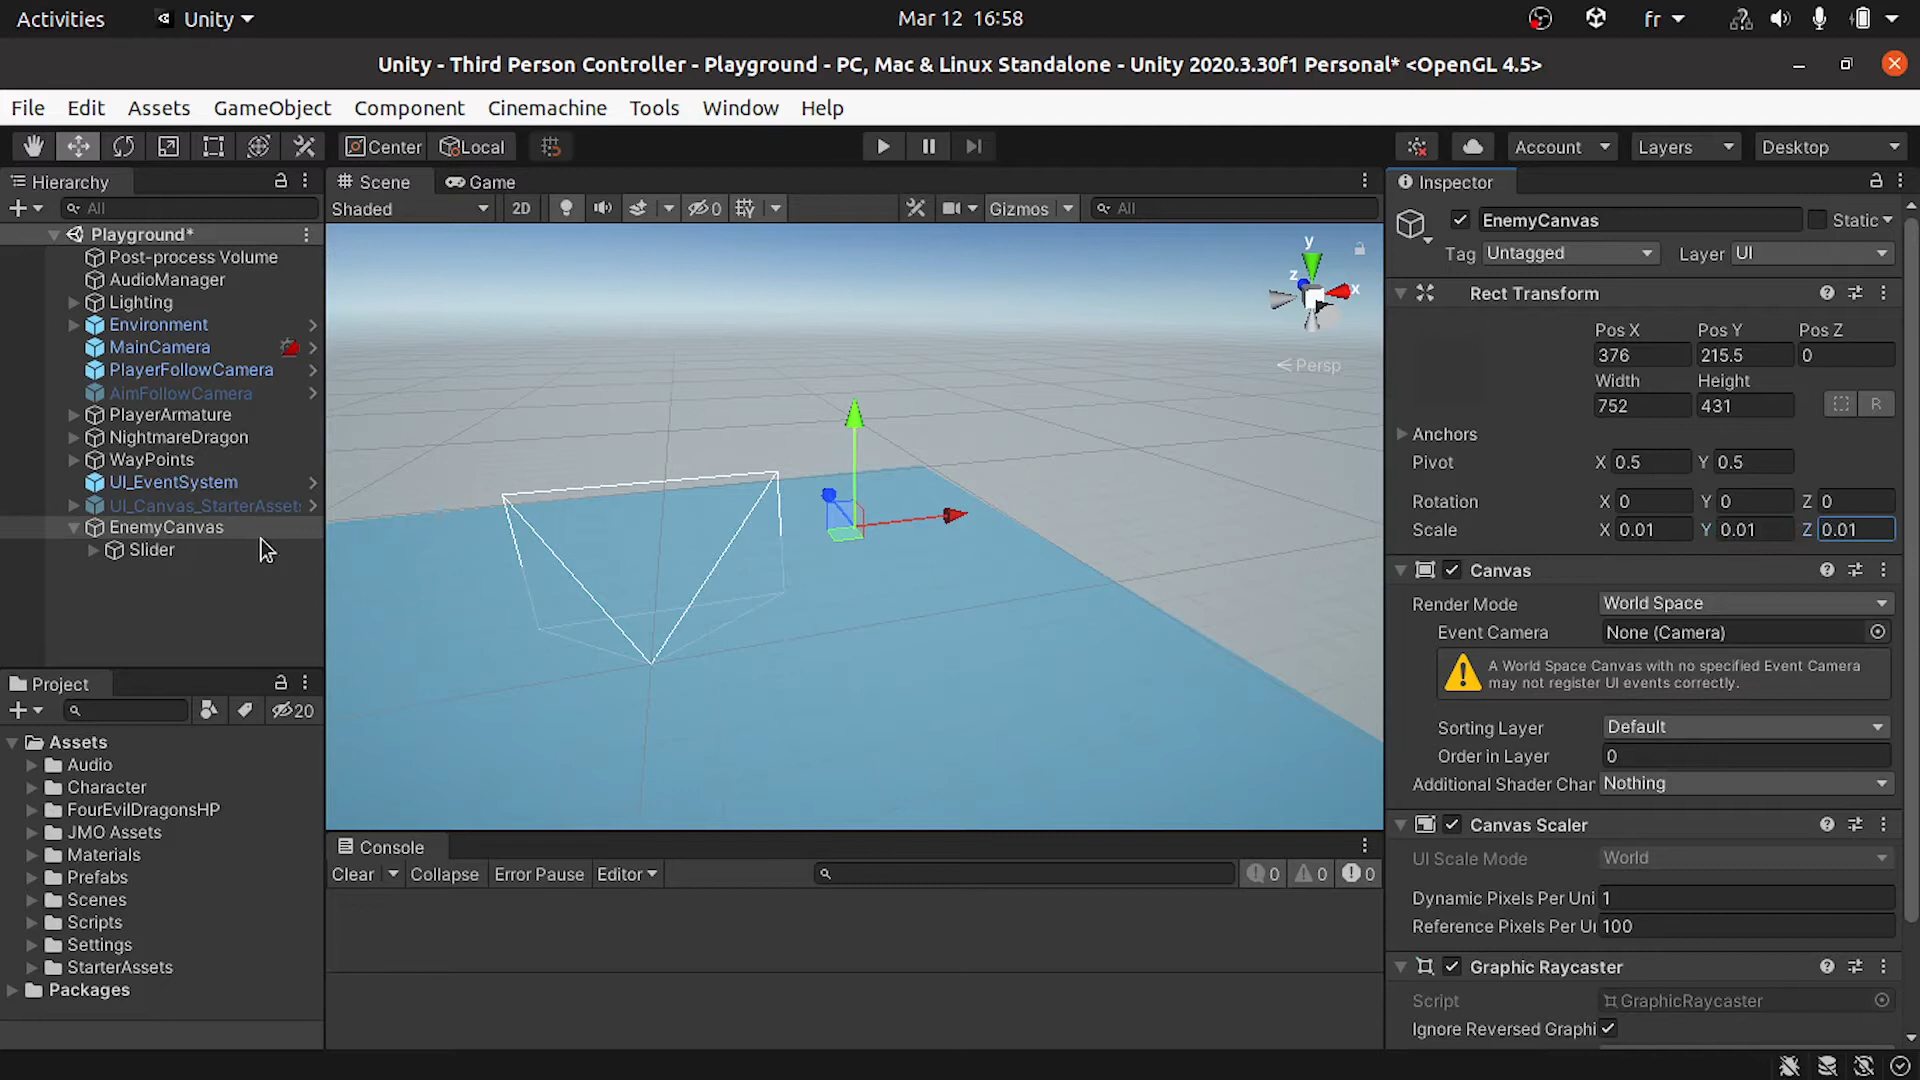 Activities
Unity
Mar 12 16:58
fr
Unity - Third Person Controller - Playground - PC, Mac & Linux Standalone - Unity 2020.3.30f1 Personal* <OpenGL 4.5>
File Edit Assets GameObject Component Cinemachine Tools Window Help
Center Local
Account Layers Desktop
Hierarchy
All
Playground*
Post-process Volume
AudioManager
Lighting
Environment
MainCamera
PlayerFollowCamera
AimFollowCamera
PlayerArmature
NightmareDragon
WayPoints
UI_EventSystem
UI_Canvas_StarterAssets
EnemyCanvas
Slider
Scene Game
Shaded 2D 0 Gizmos All
y
z
x
Persp
Project
20
Assets
Audio
Character
FourEvilDragonsHP
JMO Assets
Materials
Prefabs
Scenes
Scripts
Settings
StarterAssets
Packages
Console
Clear Collapse Error Pause Editor 0 0 0
Inspector
EnemyCanvas Static
Tag Untagged Layer UI
Rect Transform
Pos X Pos Y Pos Z
376 215.5 0
Width Height
752 431
R
Anchors
Pivot X 0.5 Y 0.5
Rotation X 0 Y 0 Z 0
Scale X 0.01 Y 0.01 Z 0.01
Canvas
Render Mode World Space
Event Camera None (Camera)
A World Space Canvas with no specified Event Camera
may not register UI events correctly.
Sorting Layer Default
Order in Layer 0
Additional Shader Char Nothing
Canvas Scaler
UI Scale Mode World
Dynamic Pixels Per Uni 1
Reference Pixels Per Ur 100
Graphic Raycaster
Script GraphicRaycaster
Ignore Reversed Graphi